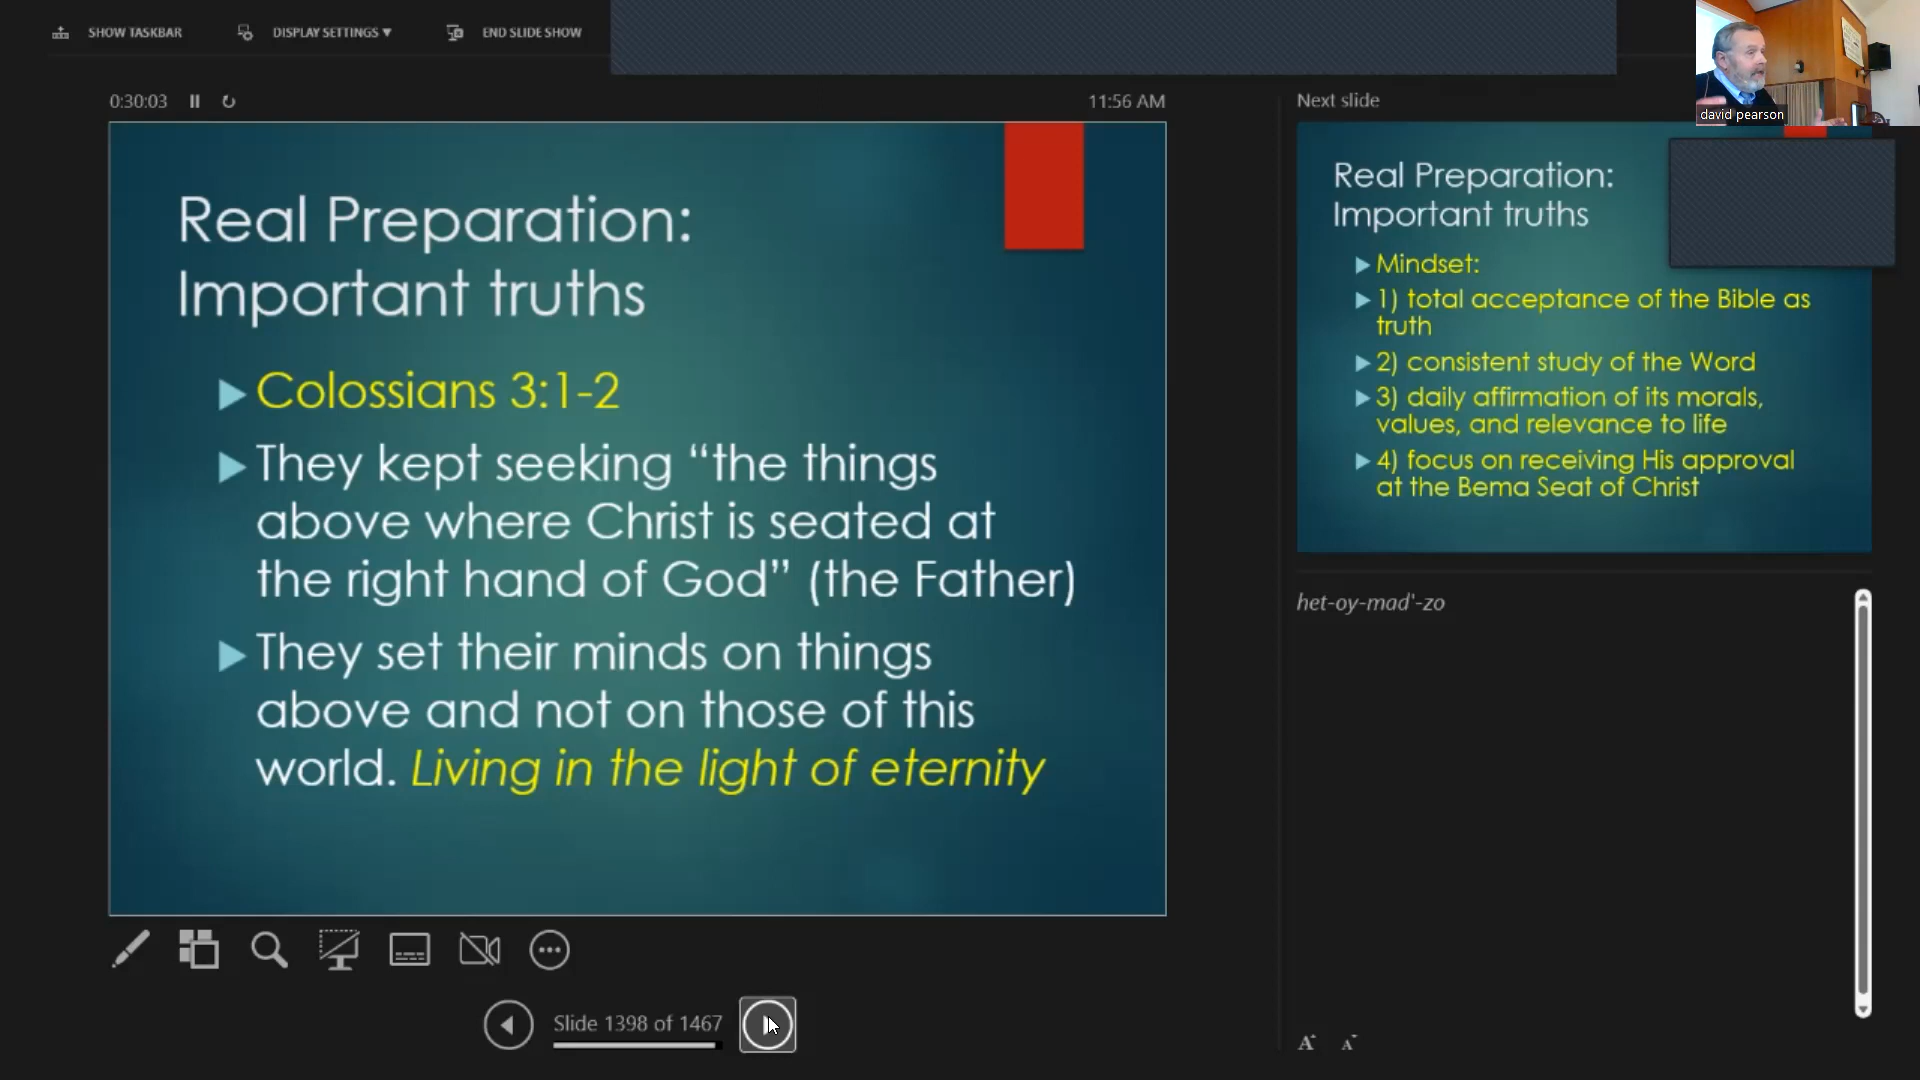 SHOW TASKBAR
DISPLAY SETTINGS ▼
END SLIDE SHOW
david pearson
0:30:03
11:56 AM
Real Preparation:
Important truths
Colossians 3:1-2
They kept seeking “the things
above where Christ is seated at
the right hand of God” (the Father)
They set their minds on things
above and not on those of this
world. Living in the light of eternity
Slide 1398 of 1467
Next slide
Real Preparation:
Important truths
Mindset:
1) total acceptance of the Bible as
truth
2) consistent study of the Word
3) daily affirmation of its morals,
values, and relevance to life
4) focus on receiving His approval
at the Bema Seat of Christ
het-oy-mad'-zo
A A